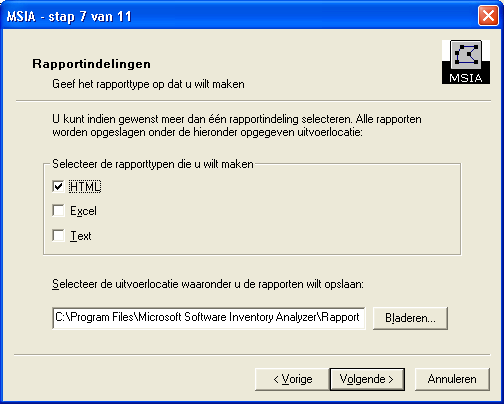 MSIA - stap 7 van 11
Rapportindelingen
Geef het rapporttype op dat u wilt maken
MSIA
U kunt indien gewenst meer dan één rapportindeling selecteren. Alle rapporten
worden opgeslagen onder de hieronder opgegeven uitvoerlocatie:
Selecteer de rapporttypen die u wilt maken
HTML
Excel
Text
Selecteer de uitvoerlocatie waaronder u de rapporten wilt opslaan:
C:\Program Files\Microsoft Software Inventory Analyzer\Rapport
Bladeren...
< Vorige
Volgende >
Annuleren